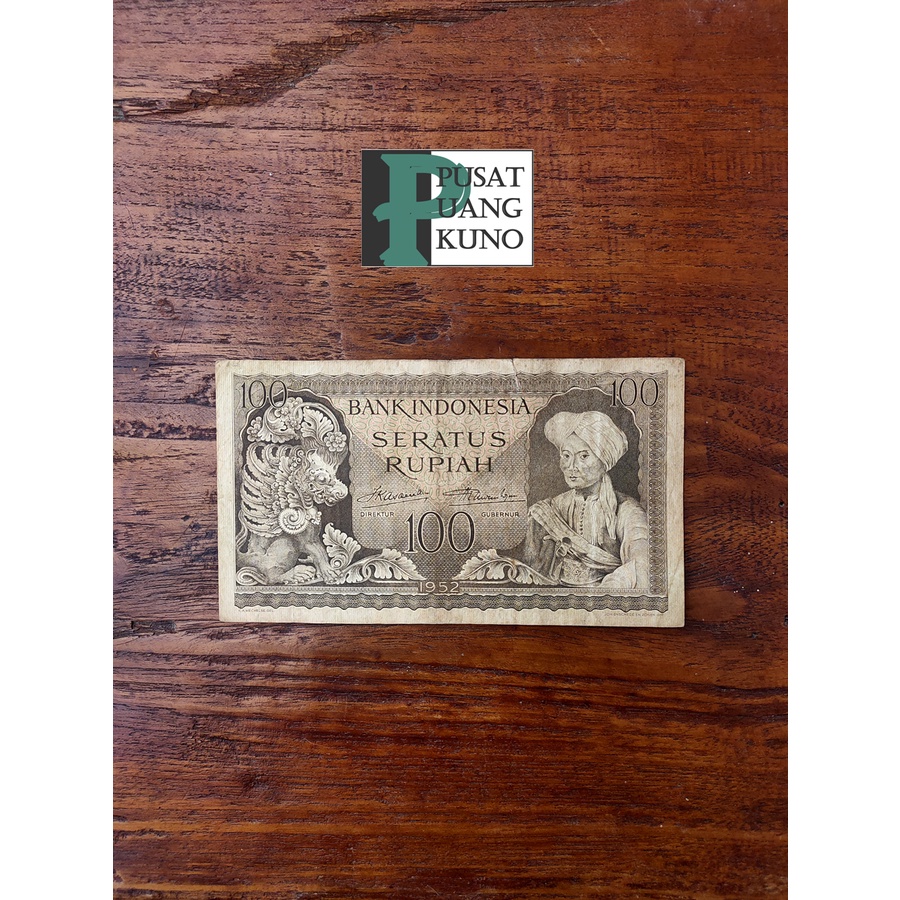 PUSAT
UANG
KUNO
100 100
BANK INDONESIA
SERATUS
RUPIAH
DIREKTUR GUBERNUR
100
1952